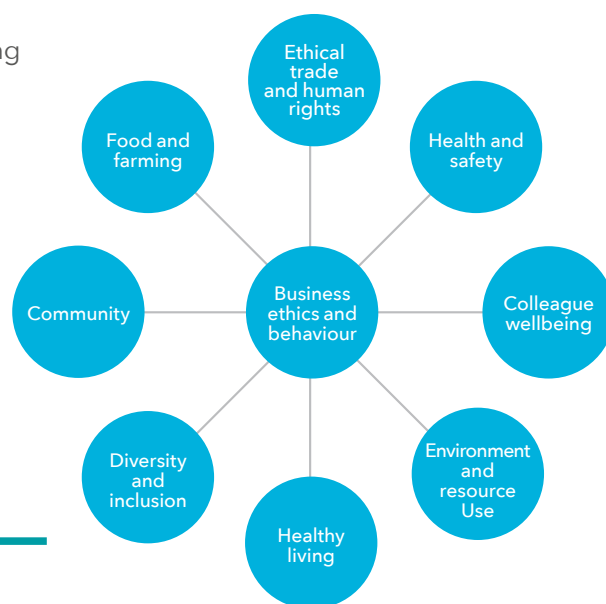 ng
Ethical
trade
and human
rights
Food and
farming
Health and
safety
Community
Business
ethics and
behaviour
Colleague
wellbeing
Diversity
and
inclusion
Environment
and
resource
Use
Healthy
living